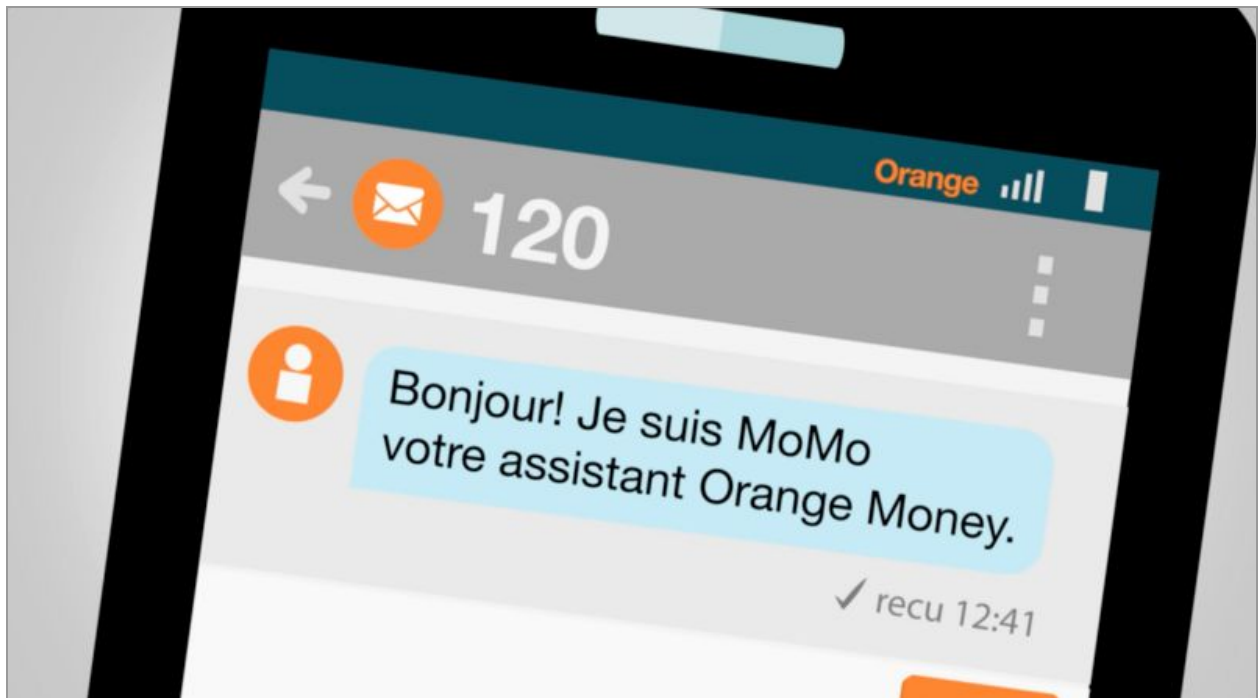 Orange
120
Bonjour! Je suis MoMo
votre assistant Orange Money.
recu 12:41